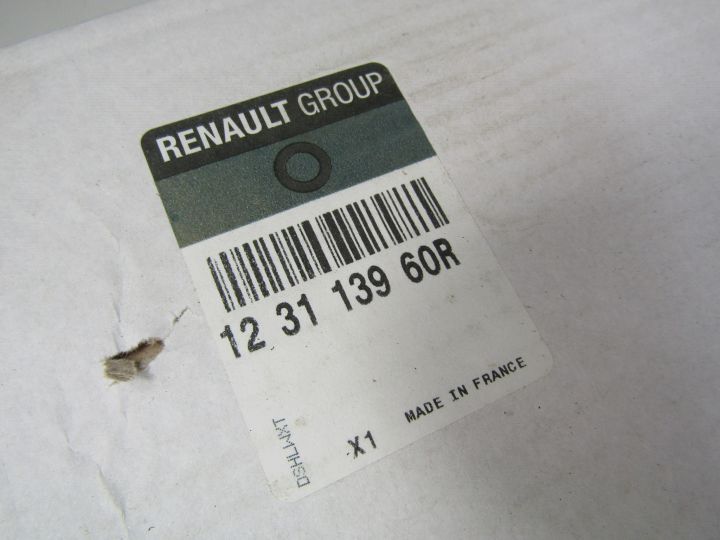 RENAULT GROUP
12 31 139 60R
DSHLWXT
X1
MADE IN FRANCE